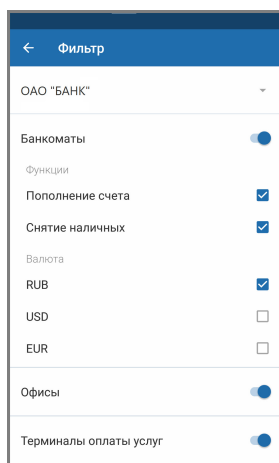 Фильтр
ОАО "БАНК"
Банкоматы
Функции
Пополнение счета
Снятие наличных
Валюта
RUB
USD
EUR
Офисы
Терминалы оплаты услуг